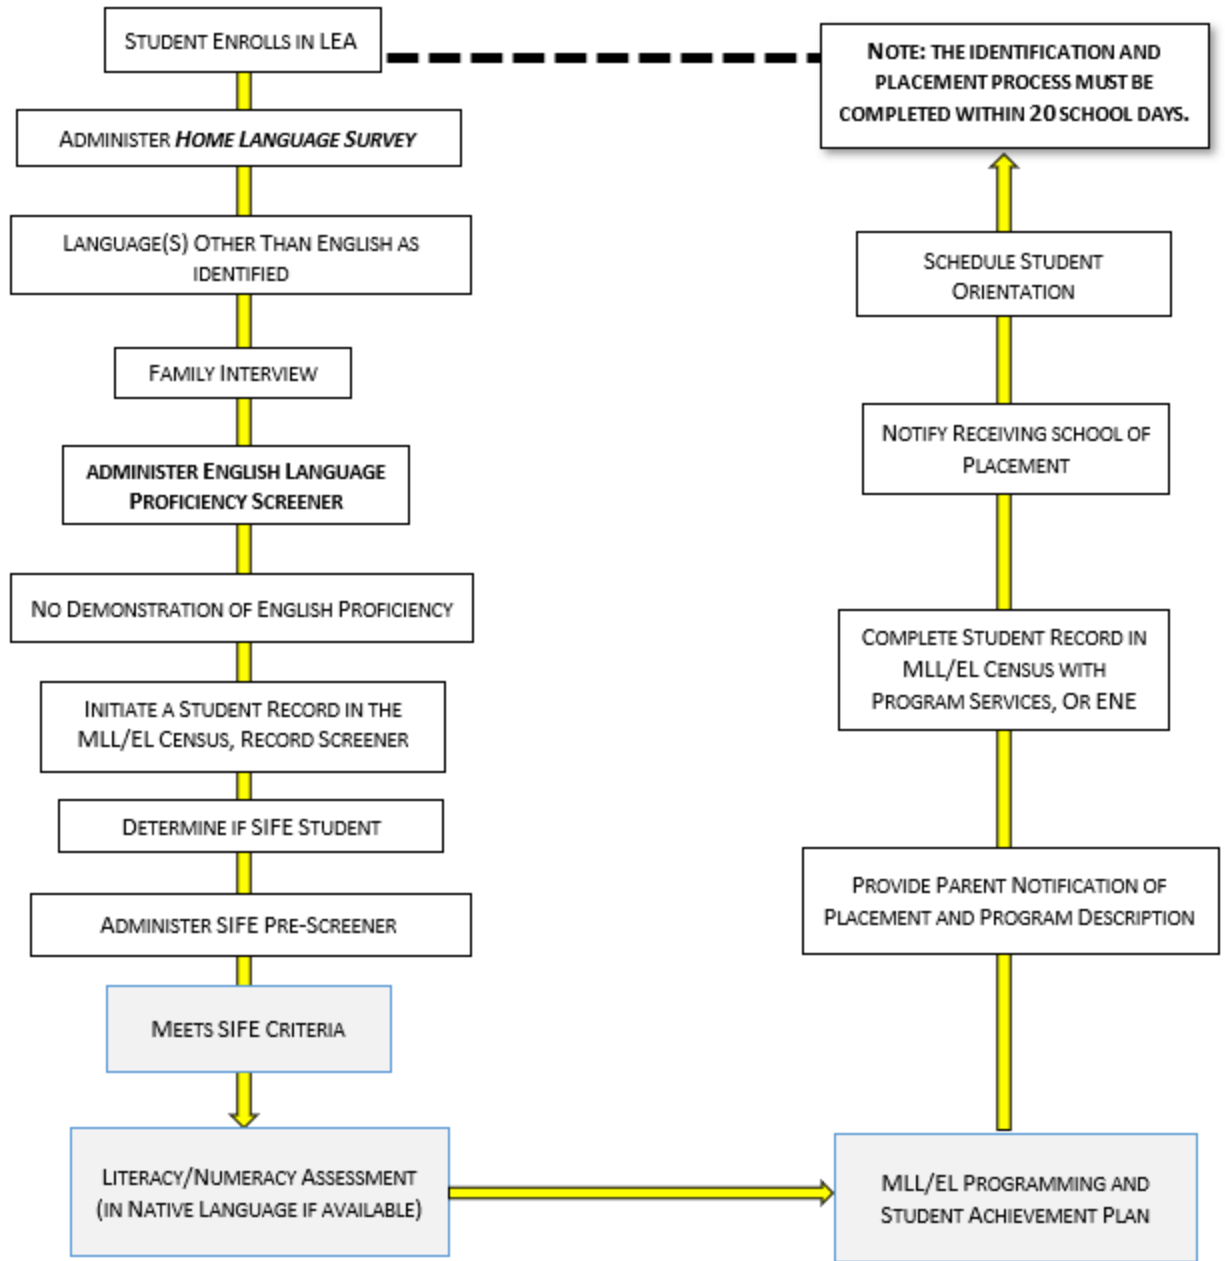 STUDENT ENROLLS IN LEA
ADMINISTER HOME LANGUAGE SURVEY
LANGUAGE(S) OTHER THAN ENGLISH AS
IDENTIFIED
FAMILY INTERVIEW
ADMINISTER ENGLISH LANGUAGE
PROFICIENCY SCREENER
NO DEMONSTRATION OF ENGLISH PROFICIENCY
INITIATE A STUDENT RECORD IN THE
MLL/EL CENSUS, RECORD SCREENER
DETERMINE IF SIFE STUDENT
ADMINISTER SIFE PRE-SCREENER
MEETS SIFE CRITERIA
LITERACY/NUMERACY ASSESSMENT
(IN NATIVE LANGUAGE IF AVAILABLE)
MLL/EL PROGRAMMING AND
STUDENT ACHIEVEMENT PLAN
PROVIDE PARENT NOTIFICATION OF
PLACEMENT AND PROGRAM DESCRIPTION
COMPLETE STUDENT RECORD IN
MLL/EL CENSUS WITH
PROGRAM SERVICES, OR ENE
NOTIFY RECEIVING SCHOOL OF
PLACEMENT
SCHEDULE STUDENT
ORIENTATION
NOTE: THE IDENTIFICATION AND
PLACEMENT PROCESS MUST BE
COMPLETED WITHIN 20 SCHOOL DAYS.